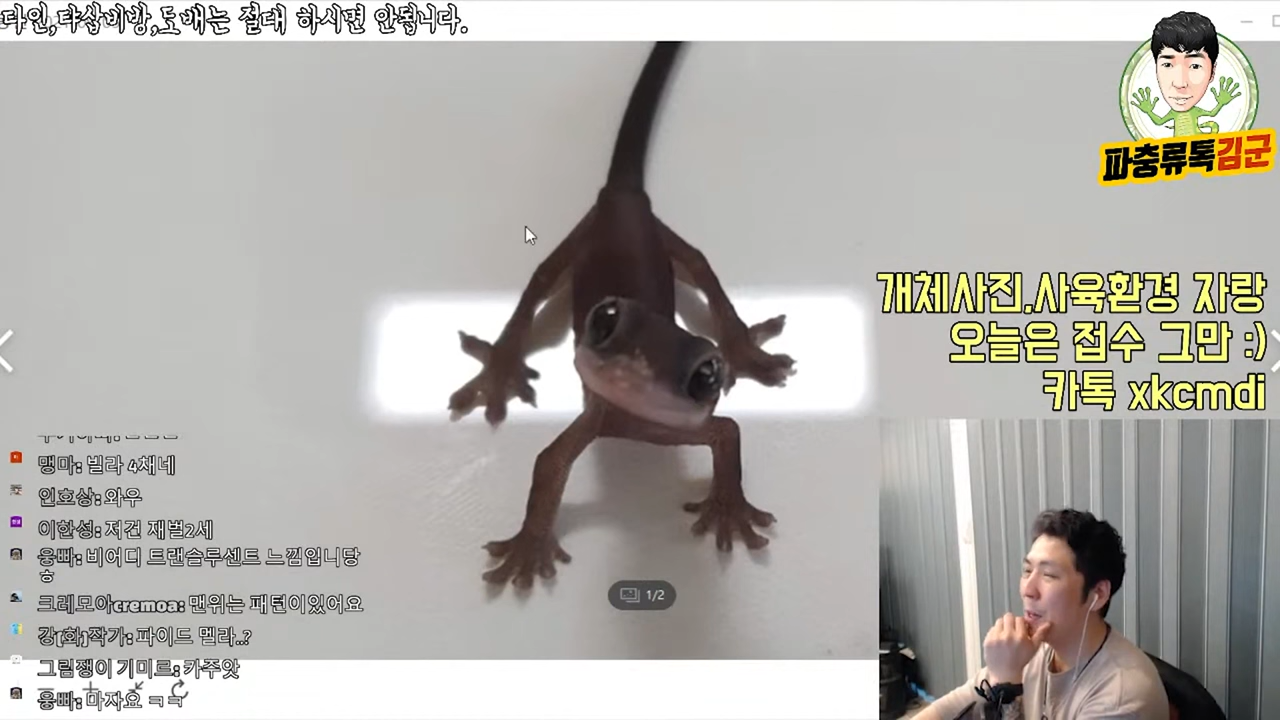 다인,타삽비방,도배는 절대 하시면 안됩니다.
파충류톡김군
개체사진,사육환경 자랑
오늘은 접수 그만 :)
카톡 xkcmdi
맹마: 빌라 4채네
인호상: 와우
이한성: 저건 재벌2세
웅빠: 비어디 트랜슬루센트 느낌입니당
ㅎ
크레모아cremoa: 맨위는 패턴이있어요
강[화]작가: 파이드 멜라..?
그림쟁이 기미르: 카주앗
웅빠: 마자요 ㅋㅋ
1/2